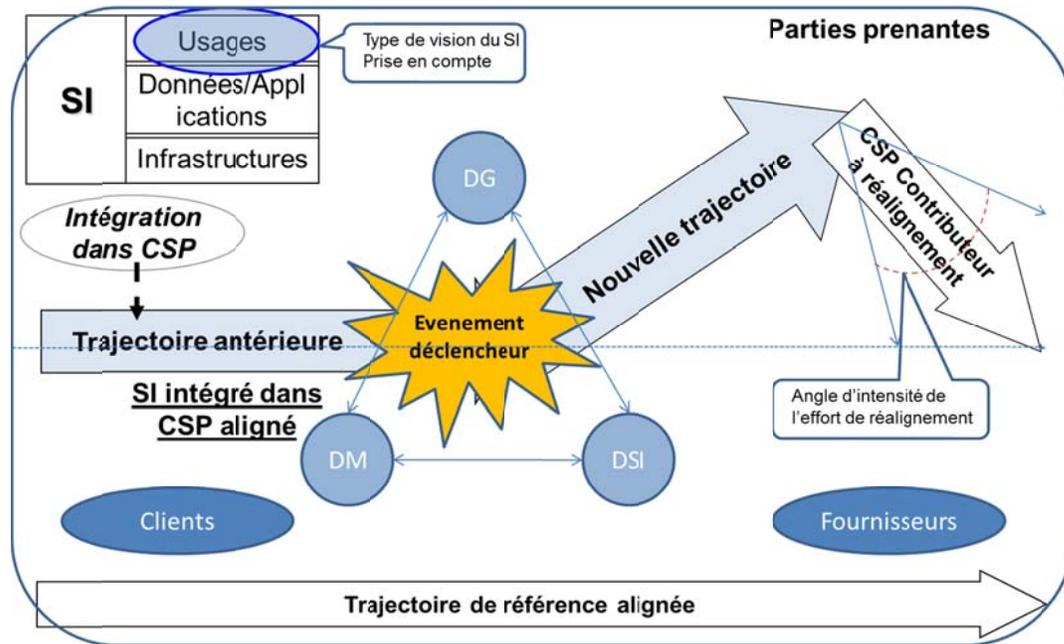 Parties prenantes
SI
Usages
Données/Appl
ications
Infrastructures
Type de vision du SI
Prise en compte
Intégration
dans CSP
DG
Nouvelle trajectoire
CSP Contributeur
à réalignement
Trajectoire antérieure
Evenement
déclencheur
SI intégré dans
CSP aligné
Angle d'intensité de
l'effort de réalignement
DM
DSI
Clients
Fournisseurs
Trajectoire de référence alignée